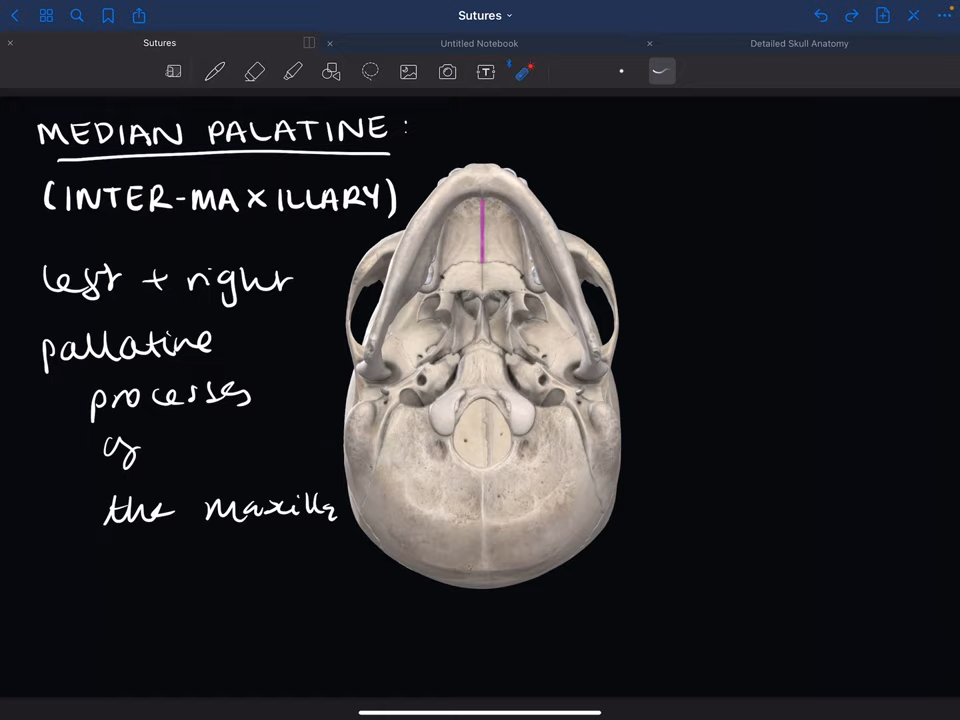 Sutures
Sutures
Untitled Notebook
Detailed Skull Anatomy
MEDIAN PALATINE :
(INTER-MAXILLARY)
left + right
pallatine
processes
of
the maxilla